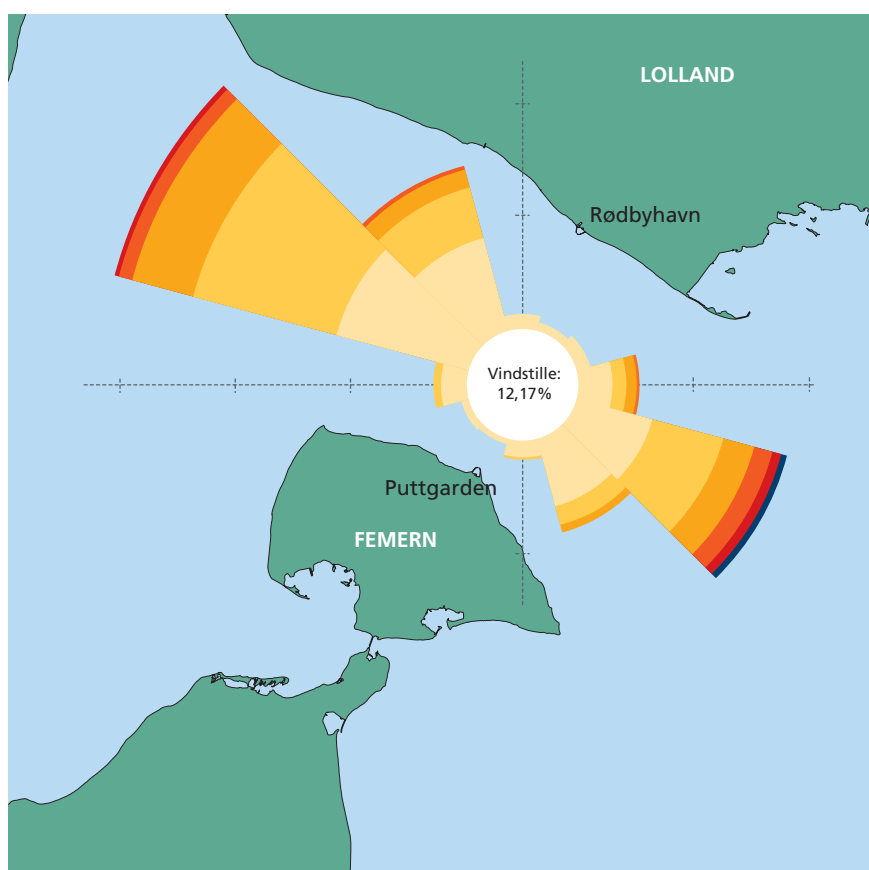 LOLLAND
Rødbyhavn
Vindstille:
12,17%
Puttgarden
FEMERN